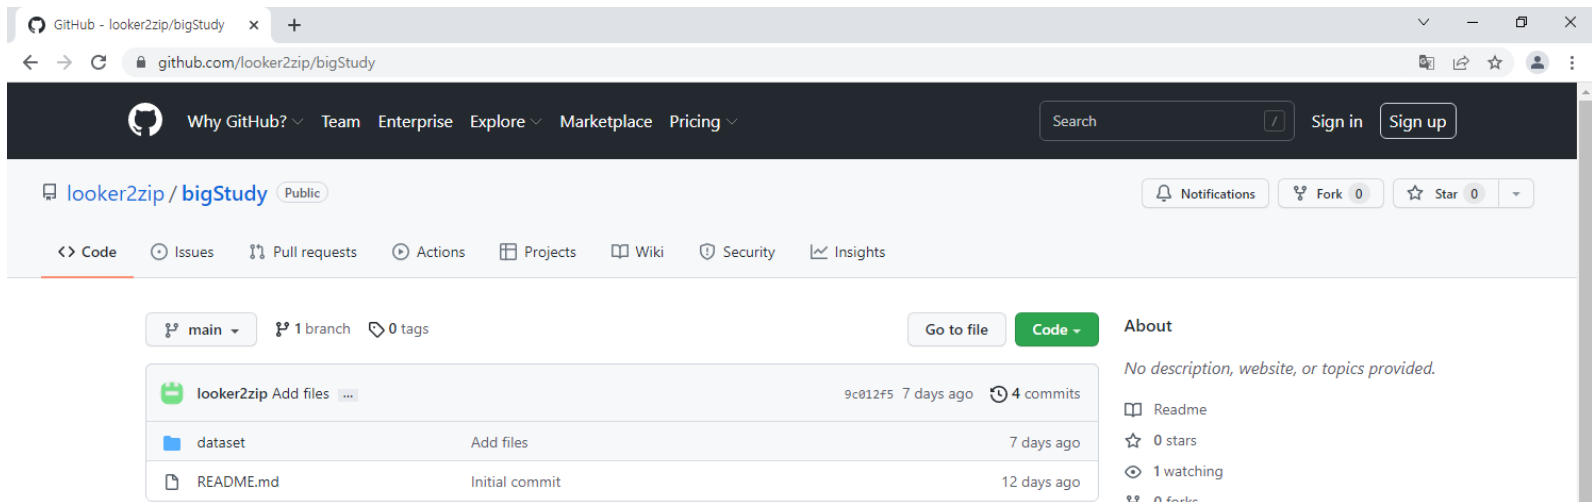 GitHub - looker2zip/bigStudy
github.com/looker2zip/bigStudy
Why GitHub? Team Enterprise Explore Marketplace Pricing Search / Sign in Sign up
looker2zip / bigStudy Public Notifications Fork 0 Star 0
<> Code Issues Pull requests Actions Projects Wiki Security Insights
main 1 branch 0 tags Go to file Code About
No description, website, or topics provided.
looker2zip Add files ... 9c012f5 7 days ago 4 commits
Readme
dataset Add files 7 days ago 0 stars
1 watching
README.md Initial commit 12 days ago
0 forks